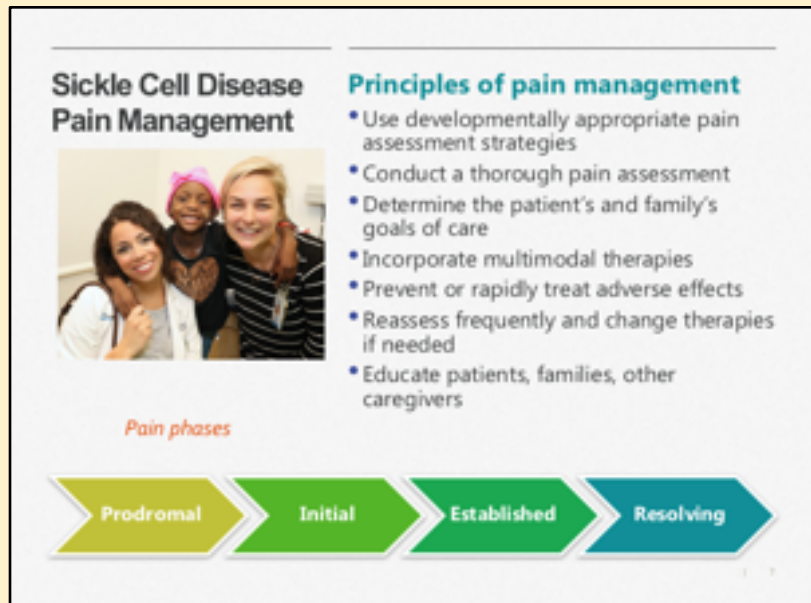 Sickle Cell Disease
Pain Management
Principles of pain management
• Use developmentally appropriate pain
assessment strategies
• Conduct a thorough pain assessment
• Determine the patient's and family's
goals of care
• Incorporate multimodal therapies
• Prevent or rapidly treat adverse effects
• Reassess frequently and change therapies
if needed
• Educate patients, families, other
caregivers
Pain phases
Prodromal
Initial
Established
Resolving